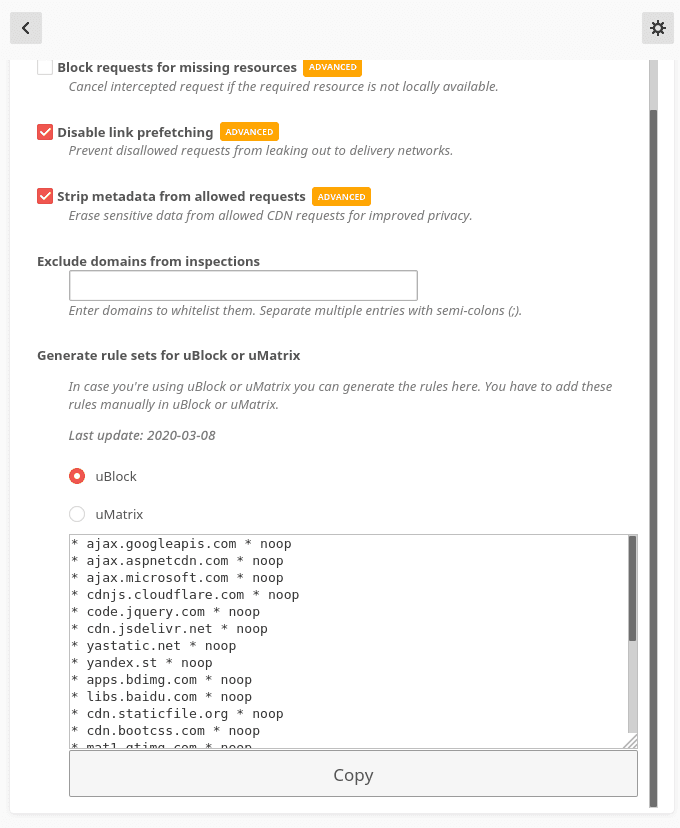 Block requests for missing resources ADVANCED
Cancel intercepted request if the required resource is not locally available.
Disable link prefetching ADVANCED
Prevent disallowed requests from leaking out to delivery networks.
Strip metadata from allowed requests ADVANCED
Erase sensitive data from allowed CDN requests for improved privacy.
Exclude domains from inspections
Enter domains to whitelist them. Separate multiple entries with semi-colons (;).
Generate rule sets for uBlock or uMatrix
In case you're using uBlock or uMatrix you can generate the rules here. You have to add these
rules manually in uBlock or uMatrix.
Last update: 2020-03-08
uBlock
uMatrix
* ajax.googleapis.com * noop
* ajax.aspnetcdn.com * noop
* ajax.microsoft.com * noop
* cdnjs.cloudflare.com * noop
* code.jquery.com * noop
* cdn.jsdelivr.net * noop
* yastatic.net * noop
* yandex.st * noop
* apps.bdimg.com * noop
* libs.baidu.com * noop
* cdn.staticfile.org * noop
* cdn.bootcss.com * noop
* mat1.gtimg.com * noop
Copy